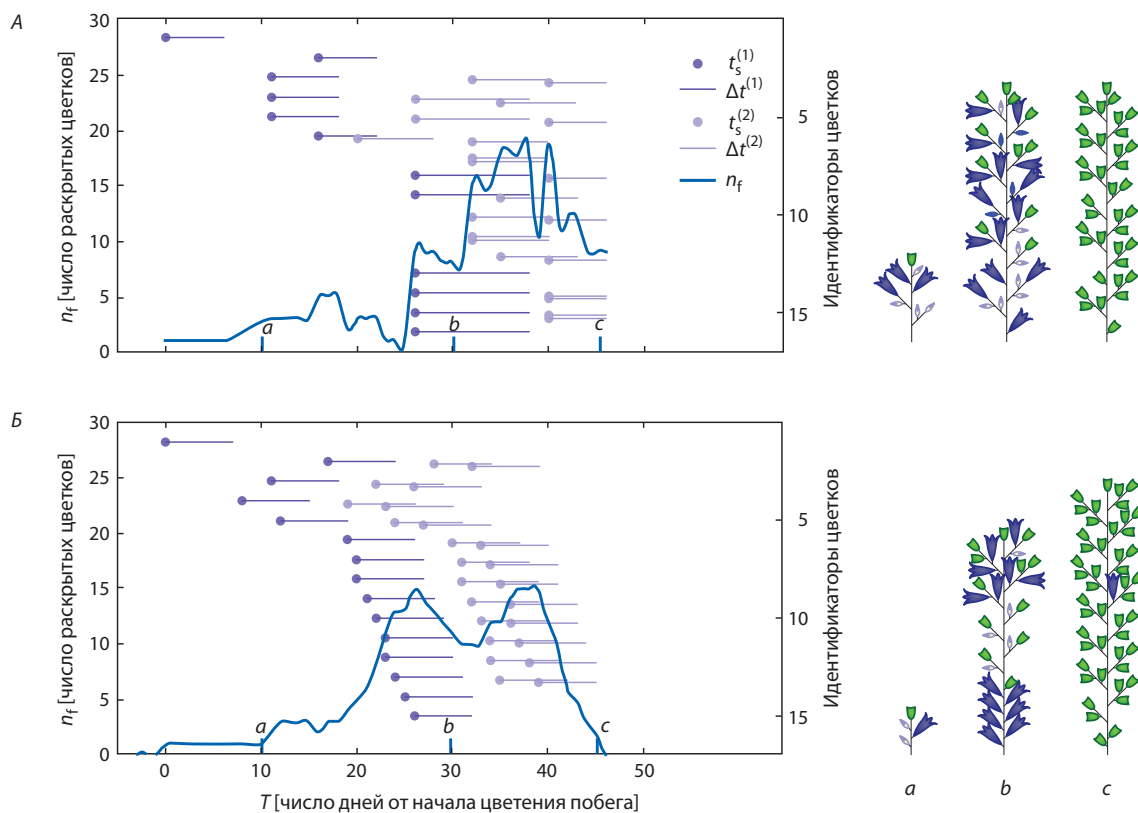 А
n_f [число раскрытых цветков]
30
25
20
15
10
5
0
a
b
c
t_s^(1)
Δt^(1)
t_s^(2)
Δt^(2)
n_f
5
10
15
Идентификаторы цветков
Б
n_f [число раскрытых цветков]
30
25
20
15
10
5
0
a
b
c
5
10
15
Идентификаторы цветков
0 10 20 30 40 50
T [число дней от начала цветения побега]
a b c